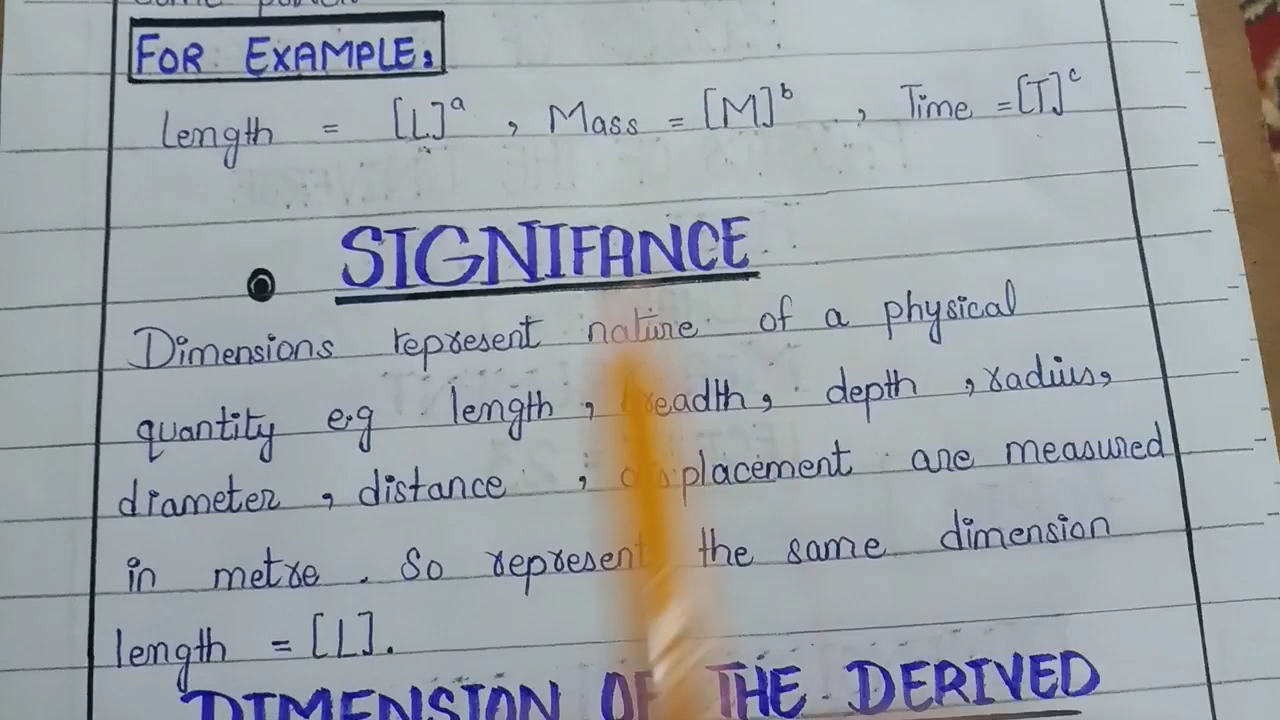 FOR EXAMPLE:
length = [L]ᵃ , Mass = [M]ᵇ , Time = [T]ᶜ
SIGNIFANCE
Dimensions represent nature of a physical
quantity e.g length , breadth, depth , radius,
diameter , distance , displacement are measured
in metre . So represent the same dimension
length = [L].
DIMENSION OF THE DERIVED